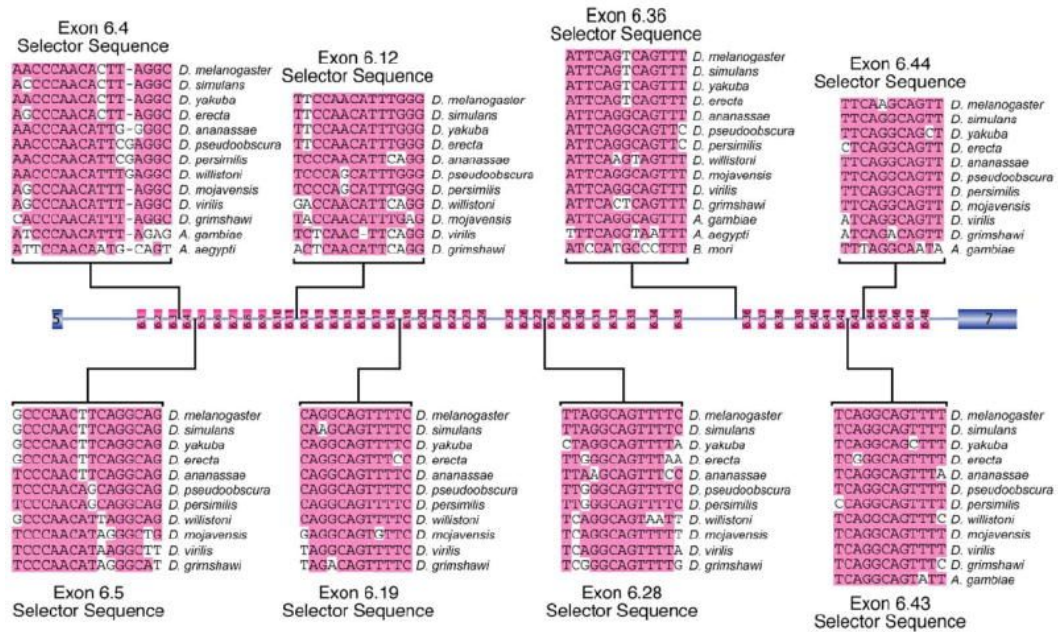 Exon 6.4
Selector Sequence
AACCCAACACTT-AGGC D. melanogaster
ACCCCAACACTT-AGGC D. simulans
AACCCAACACTT-AGGC D. yakuba
AGCCCAACACTT-AGGC D. erecta
AACCCAACATTG-GGGC D. ananassae
AACCCAACATTCGAGGC D. pseudoobscura
AACCCAACATTCGAGGC D. persimilis
AACCCAACATTTGAGGC D. willistoni
AGCCCAACATTT-AGGC D. mojavensis
AGCCCAACATTT-AGGC D. virilis
CACCCAACATTT-AGGC D. grimshawi
ATCCCAACATTT-AGAG A. gambiae
ATTCCAACAATG-CAGT A. aegypti
Exon 6.12
Selector Sequence
TTCCAACATTTGGG D. melanogaster
TTCCAACATTTGGG D. simulans
TTCCAACATTTGGG D. yakuba
TTCCAACATTTGGG D. erecta
TCCCAACATTCAGG D. ananassae
TCCCAGCATTTGGG D. pseudoobscura
TCCCAGCATTTGGG D. persimilis
GACCAACATTCAGG D. willistoni
TACCAACATTTGAG D. mojavensis
TCTCAAC-TTCAGG D. virilis
ACTCAACATTCAGG D. grimshawi
Exon 6.36
Selector Sequence
ATTCAGTCAGTTT D. melanogaster
ATTCAGTCAGTTT D. simulans
ATTCAGTCAGTTT D. yakuba
ATTCAGTCAGTTT D. erecta
ATTCAGGCAGTTT D. ananassae
ATTCAGGCAGTTC D. pseudoobscura
ATTCAGGCAGTTC D. persimilis
ATTCAAGTAGTTT D. willistoni
ATTCAGGCAGTTT D. mojavensis
ATTCAGGCAGTTT D. virilis
ATTCACTCAGTTT D. grimshawi
ATTCAGGCAGTTT A. gambiae
TTTCAGGTAATTT A. aegypti
ATCCATGCCCTTT B. mori
Exon 6.44
Selector Sequence
TTCAAGCAGTT D. melanogaster
TTCAGGCAGTT D. simulans
TTCAGGCAGCT D. yakuba
CTCAGGCAGTT D. erecta
TTCAGGCAGTT D. ananassae
TTCAGGCAGTT D. pseudoobscura
TTCAGGCAGTT D. persimilis
TTCAGGCAGTT D. mojavensis
ATCAGGCAGTT D. virilis
ATCAGACAGTT D. grimshawi
TTTAGGCAATA A. gambiae
5
7
GCCCAACTTCAGGCAG D. melanogaster
GCCCAACTTCAGGCAG D. simulans
GCCCAACTTCAGGCAG D. yakuba
GCCCAACTTCAGGCAG D. erecta
TCCCAACTTCAGGCAG D. ananassae
TCCCAACAGCAGGCAG D. pseudoobscura
TCCCAACAGCAGGCAG D. persimilis
GCCCAACATTAGGCAG D. willistoni
TCCCAACATAGGGCTG D. mojavensis
TCCCAACATAAGGCTT D. virilis
TCCCAACATAGGGCAT D. grimshawi
Exon 6.5
Selector Sequence
CAGGCAGTTTTC D. melanogaster
CAAGCAGTTTTC D. simulans
CAGGCAGTTTTC D. yakuba
CAGGCAGTTTCC D. erecta
CAGGCAGTTTTC D. ananassae
CAGGCAGTTTTC D. pseudoobscura
CAGGCAGTTTTC D. persimilis
CAGGCAGTTTTC D. willistoni
GAGGCAGTGTTC D. mojavensis
TAGGCAGTTTTC D. virilis
TAGACAGTTTTC D. grimshawi
Exon 6.19
Selector Sequence
TTAGGCAGTTTTC D. melanogaster
TTAGGCAGTTTTC D. simulans
CTAGGCAGTTTTA D. yakuba
TTGGGCAGTTTAA D. erecta
TTAAGCAGTTTCC D. ananassae
TTGGGCAGTTTTC D. pseudoobscura
TTGGGCAGTTTTC D. persimilis
TCAGGCAGTAATT D. willistoni
TCAGGCAGTTTTT D. mojavensis
TCAGGCAGTTTTA D. virilis
TCGGGCAGTTTTG D. grimshawi
Exon 6.28
Selector Sequence
TCAGGCAGTTTT D. melanogaster
TCAGGCAGTTTT D. simulans
TCAGGCAGCTTT D. yakuba
TCGGGCAGTTTT D. erecta
TCAGGCAGTTTA D. ananassae
TCAGGCAGTTTT D. pseudoobscura
CCAGGCAGTTTT D. persimilis
TCAGGCAGTTTC D. willistoni
TCAGGCAGTTTT D. mojavensis
TCAGGCAGTTTT D. virilis
TCAGGCAGTTTC D. grimshawi
TCAGGCAGTATT A. gambiae
Exon 6.43
Selector Sequence